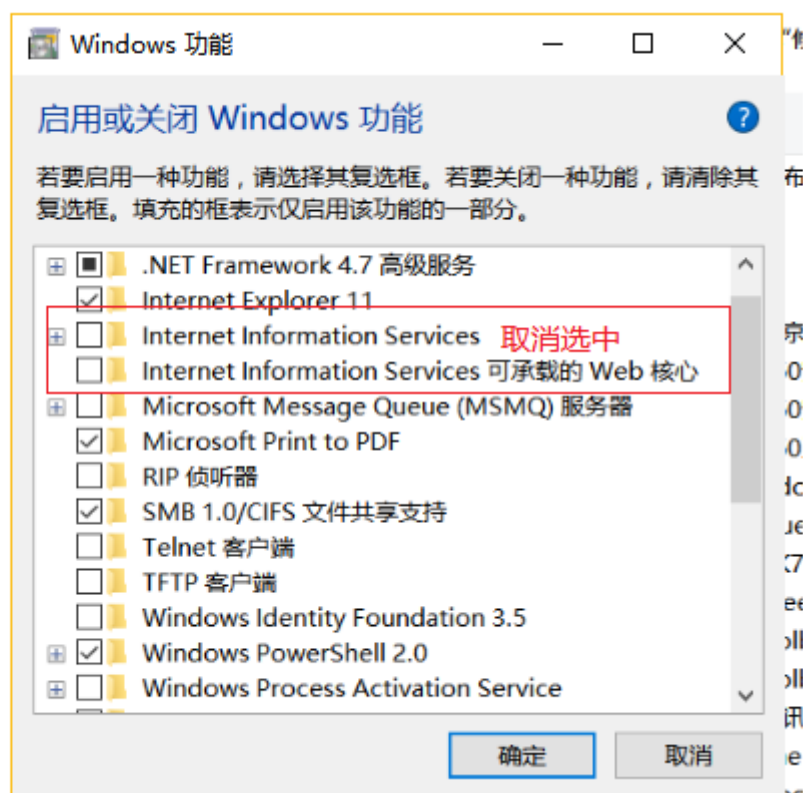 Windows 功能
启用或关闭 Windows 功能
若要启用一种功能，请选择其复选框。若要关闭一种功能，请清除其
复选框。填充的框表示仅启用该功能的一部分。
.NET Framework 4.7 高级服务
Internet Explorer 11
Internet Information Services 取消选中
Internet Information Services 可承载的 Web 核心
Microsoft Message Queue (MSMQ) 服务器
Microsoft Print to PDF
RIP 侦听器
SMB 1.0/CIFS 文件共享支持
Telnet 客户端
TFTP 客户端
Windows Identity Foundation 3.5
Windows PowerShell 2.0
Windows Process Activation Service
确定 取消